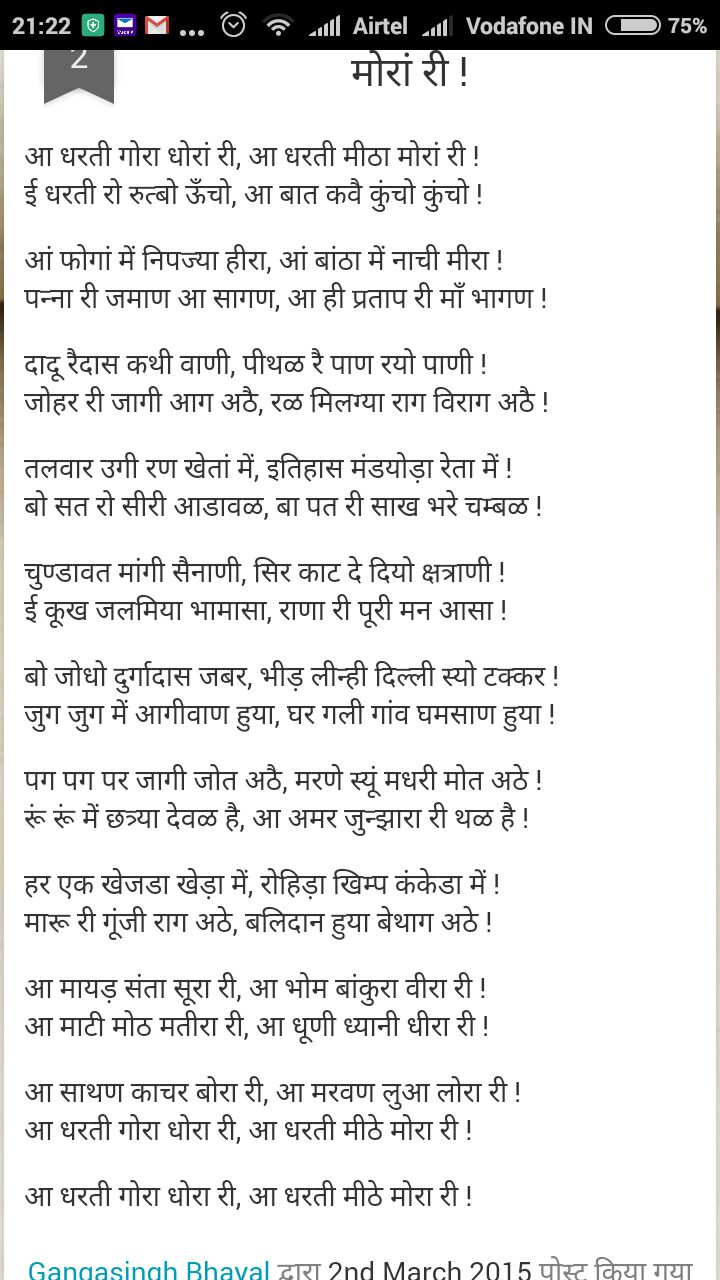 21:22 ... Airtel Vodafone IN 75%
2
मोरां री !
आ धरती गोरा धोरां री, आ धरती मीठा मोरां री !
ई धरती रो रुत्बो ऊँचो, आ बात कवै कुंचो कुंचो !
आं फोगां में निपज्या हीरा, आं बांठा में नाची मीरा !
पन्ना री जमाण आ सागण, आ ही प्रताप री माँ भागण !
दादू रैदास कथी वाणी, पीथळ रै पाण रयो पाणी !
जोहर री जागी आग अठै, रळ मिलग्या राग विराग अठै !
तलवार उगी रण खेतां में, इतिहास मंडयोड़ा रेता में !
बो सत रो सीरी आडावळ, बा पत री साख भरे चम्बळ !
चुण्डावत मांगी सैनाणी, सिर काट दे दियो क्षत्राणी !
ई कूख जलमिया भामासा, राणा री पूरी मन आसा !
बो जोधो दुर्गादास जबर, भीड़ लीन्ही दिल्ली स्यो टक्कर !
जुग जुग में आगीवाण हुया, घर गली गांव घमसाण हुया !
पग पग पर जागी जोत अठै, मरणे स्यूं मधरी मोत अठे !
रूं रूं में छत्र्या देवळ है, आ अमर जुन्झारा री थळ है !
हर एक खेजडा खेड़ा में, रोहिड़ा खिम्प कंकेडा में !
मारू री गूंजी राग अठे, बलिदान हुया बेथाग अठे !
आ मायड़ संता सूरा री, आ भोम बांकुरा वीरा री !
आ माटी मोठ मतीरा री, आ धूणी ध्यानी धीरा री !
आ साथण काचर बोरा री, आ मरवण लुआ लोरा री !
आ धरती गोरा धोरा री, आ धरती मीठे मोरा री !
आ धरती गोरा धोरा री, आ धरती मीठे मोरा री !
Gangasingh Bhayal द्वारा 2nd March 2015 पोस्ट किया गया